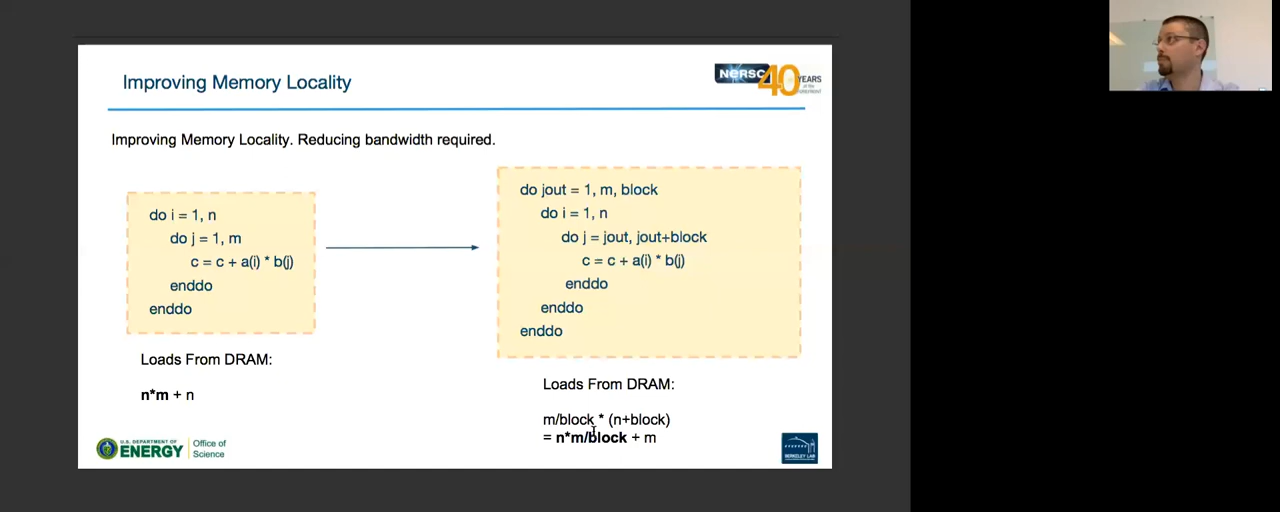 Improving Memory Locality
NERSC 40 YEARS
Improving Memory Locality. Reducing bandwidth required.
do i = 1, n
do j = 1, m
c = c + a(i) * b(j)
enddo
enddo
Loads From DRAM:
n*m + n
do jout = 1, m, block
do i = 1, n
do j = jout, jout+block
c = c + a(i) * b(j)
enddo
enddo
enddo
Loads From DRAM:
m/block * (n+block)
= n*m/block + m
U.S. DEPARTMENT OF
ENERGY
Office of
Science
BERKELEY LAB